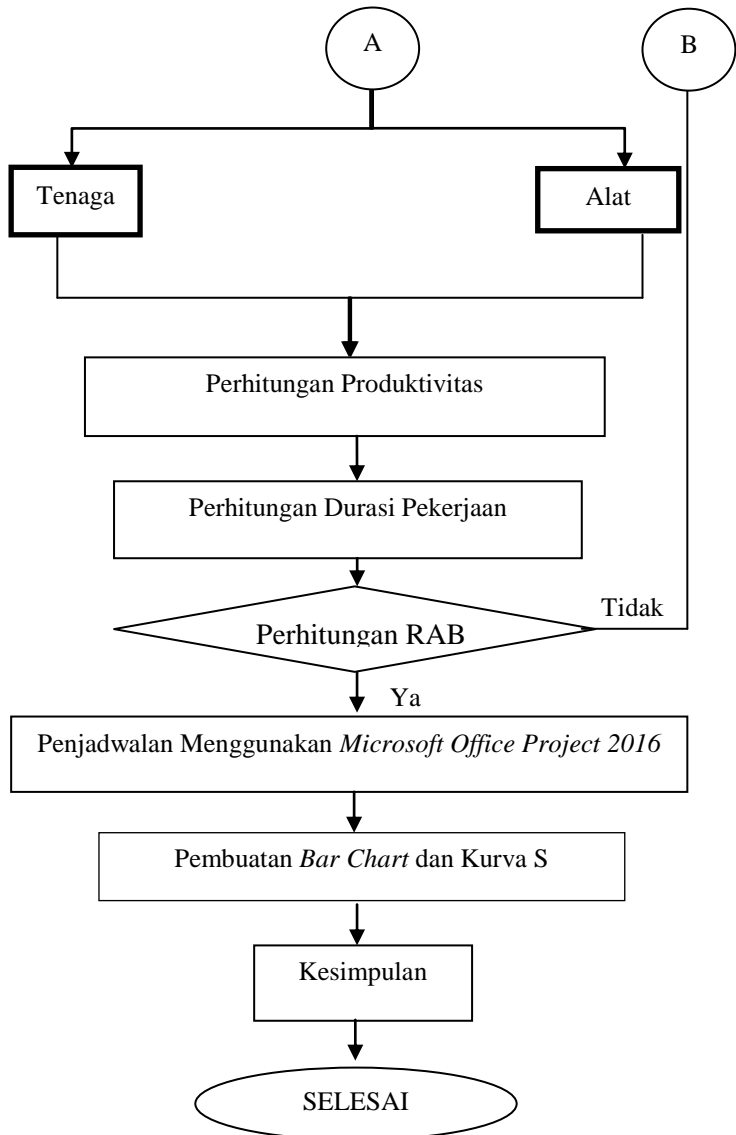 A
B
Tenaga
Alat
Perhitungan Produktivitas
Perhitungan Durasi Pekerjaan
Tidak
Perhitungan RAB
Ya
Penjadwalan Menggunakan Microsoft Office Project 2016
Pembuatan Bar Chart dan Kurva S
Kesimpulan
SELESAI